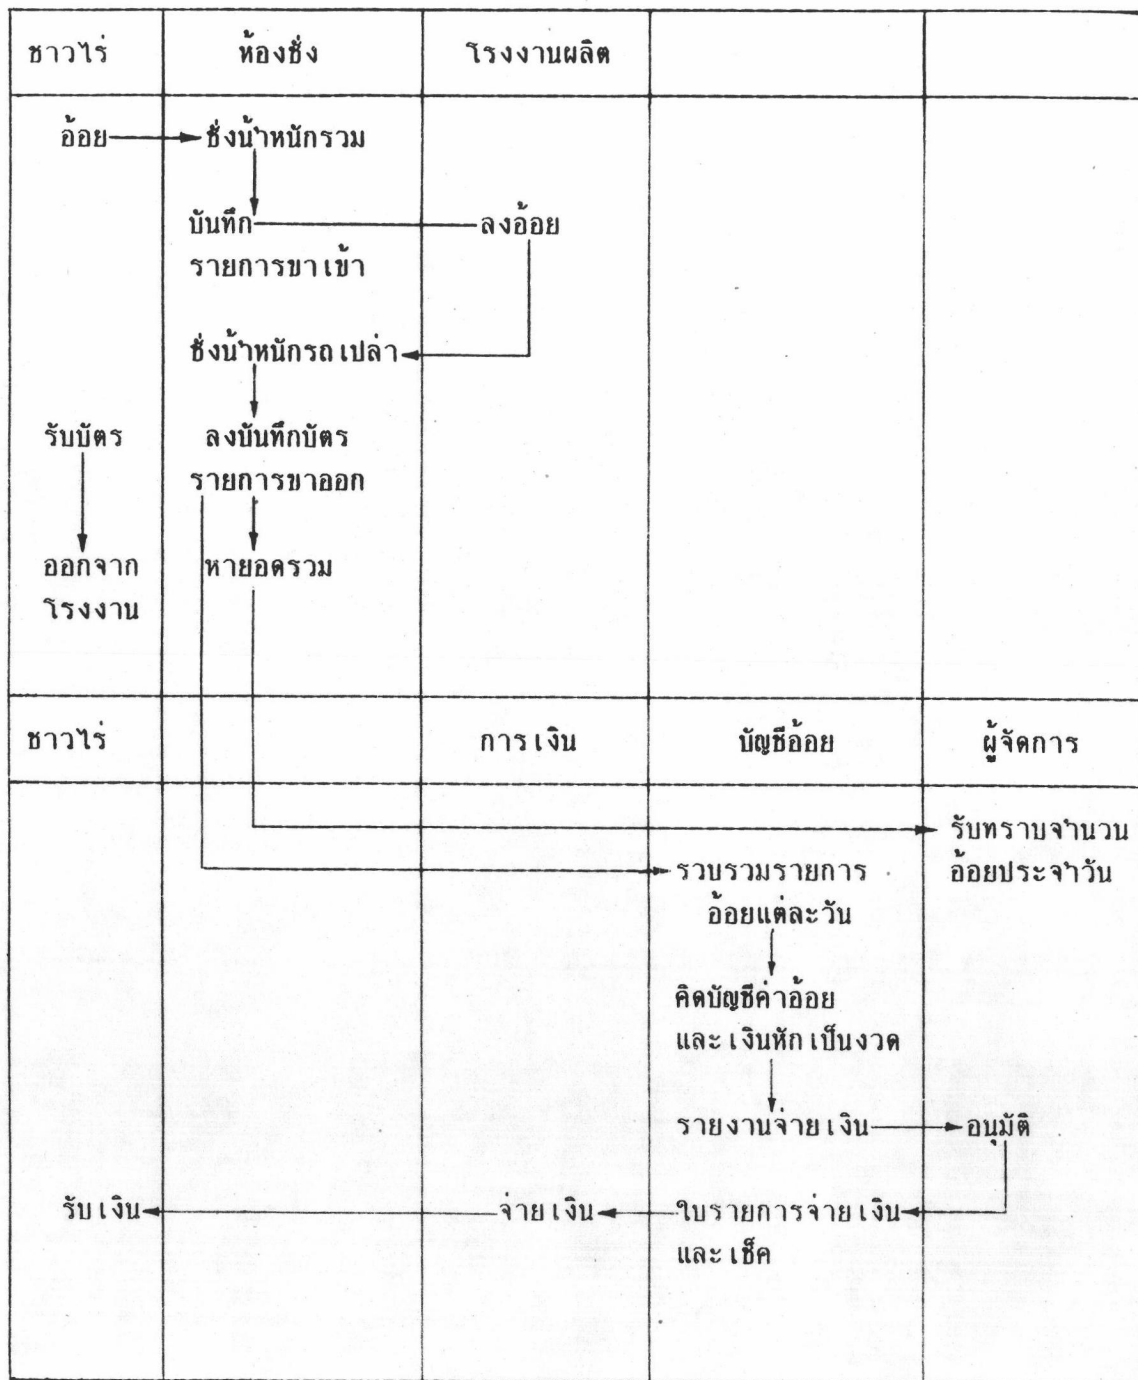 ชาวไร่ ห้องชั่ง โรงงานผลิต
อ้อย ชั่งน้ำหนักรวม
บันทึก ลงอ้อย
รายการขาเข้า
ชั่งน้ำหนักรถเปล่า
รับบัตร ลงบันทึกบัตร
รายการขาออก
ออกจาก หายอดรวม
โรงงาน
ชาวไร่ การเงิน บัญชีอ้อย ผู้จัดการ
รับทราบจำนวน
รวบรวมรายการ อ้อยประจำวัน
อ้อยแต่ละวัน
คิดบัญชีค่าอ้อย
และเงินหักเป็นงวด
รายงานจ่ายเงิน อนุมัติ
รับเงิน จ่ายเงิน ใบรายการจ่ายเงิน
และเช็ค